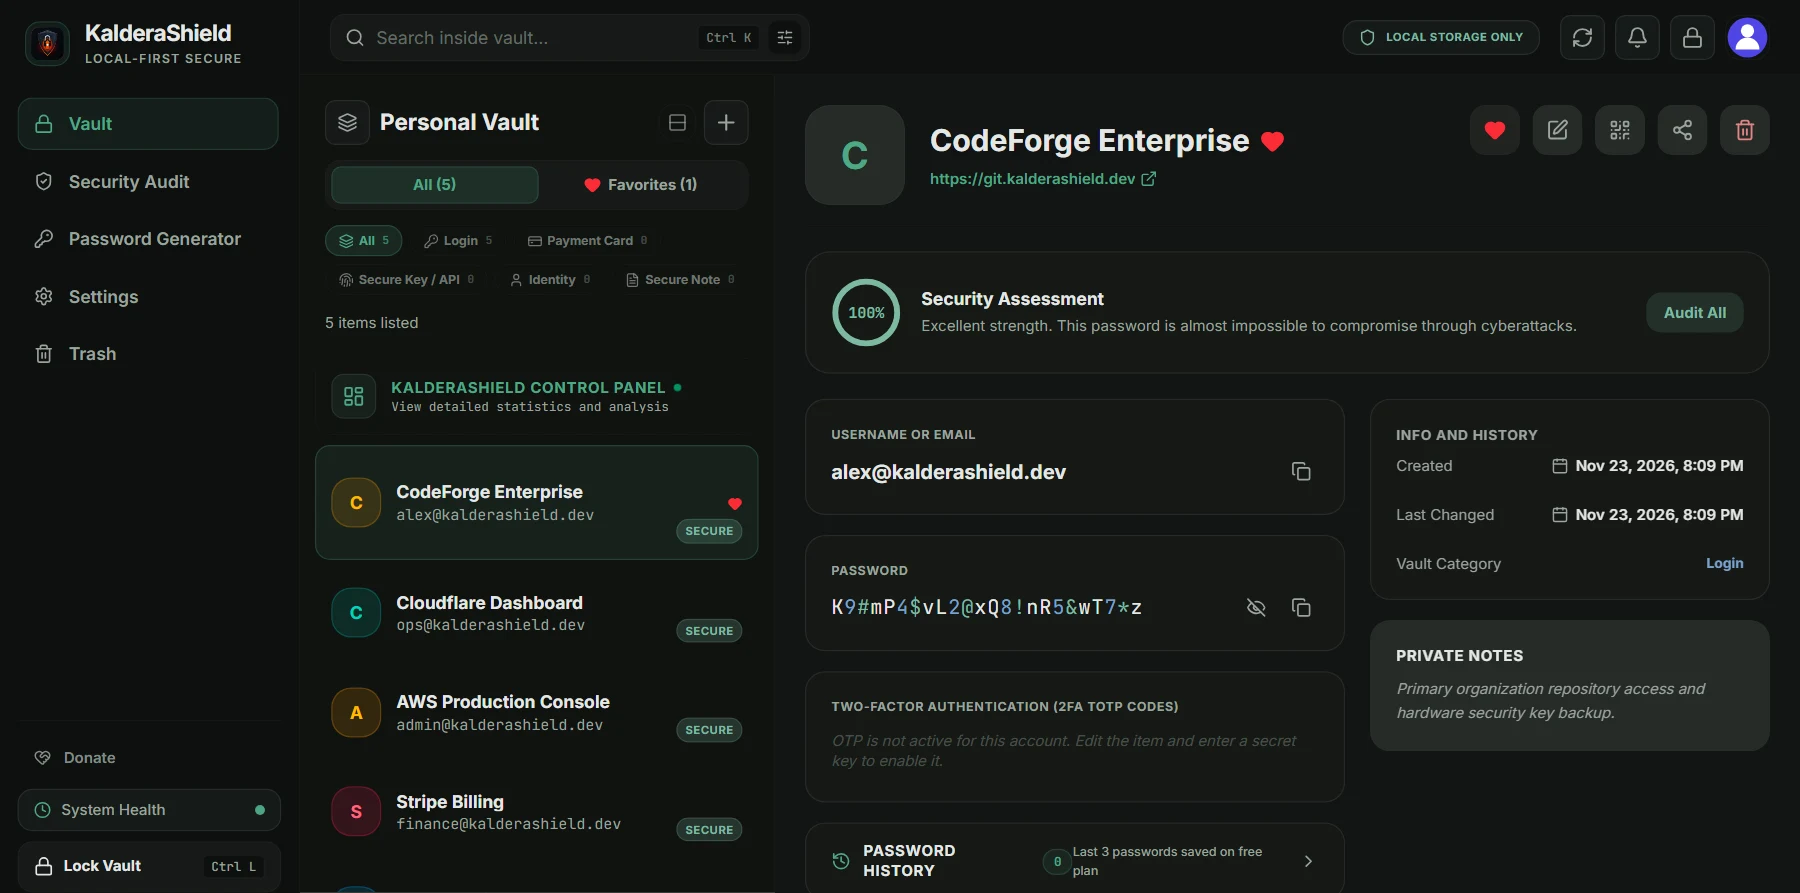 KalderaShield
LOCAL-FIRST SECURE
Search inside vault...
Ctrl K
LOCAL STORAGE ONLY
Vault
Security Audit
Password Generator
Settings
Trash
Donate
System Health
Lock Vault
Ctrl L
Personal Vault
All (5)
Favorites (1)
All 5
Login 5
Payment Card 0
Secure Key / API 0
Identity 0
Secure Note 0
5 items listed
KALDERASHIELD CONTROL PANEL
View detailed statistics and analysis
C
CodeForge Enterprise
alex@kalderashield.dev
SECURE
C
Cloudflare Dashboard
ops@kalderashield.dev
SECURE
A
AWS Production Console
admin@kalderashield.dev
SECURE
S
Stripe Billing
finance@kalderashield.dev
SECURE
C
CodeForge Enterprise
https://git.kalderashield.dev
100%
Security Assessment
Excellent strength. This password is almost impossible to compromise through cyberattacks.
Audit All
USERNAME OR EMAIL
alex@kalderashield.dev
PASSWORD
K9#mP4$vL2@xQ8!nR5&wT7*z
TWO-FACTOR AUTHENTICATION (2FA TOTP CODES)
OTP is not active for this account. Edit the item and enter a secret
key to enable it.
PASSWORD
HISTORY
0
Last 3 passwords saved on free
plan
INFO AND HISTORY
Created
Nov 23, 2026, 8:09 PM
Last Changed
Nov 23, 2026, 8:09 PM
Vault Category
Login
PRIVATE NOTES
Primary organization repository access and
hardware security key backup.